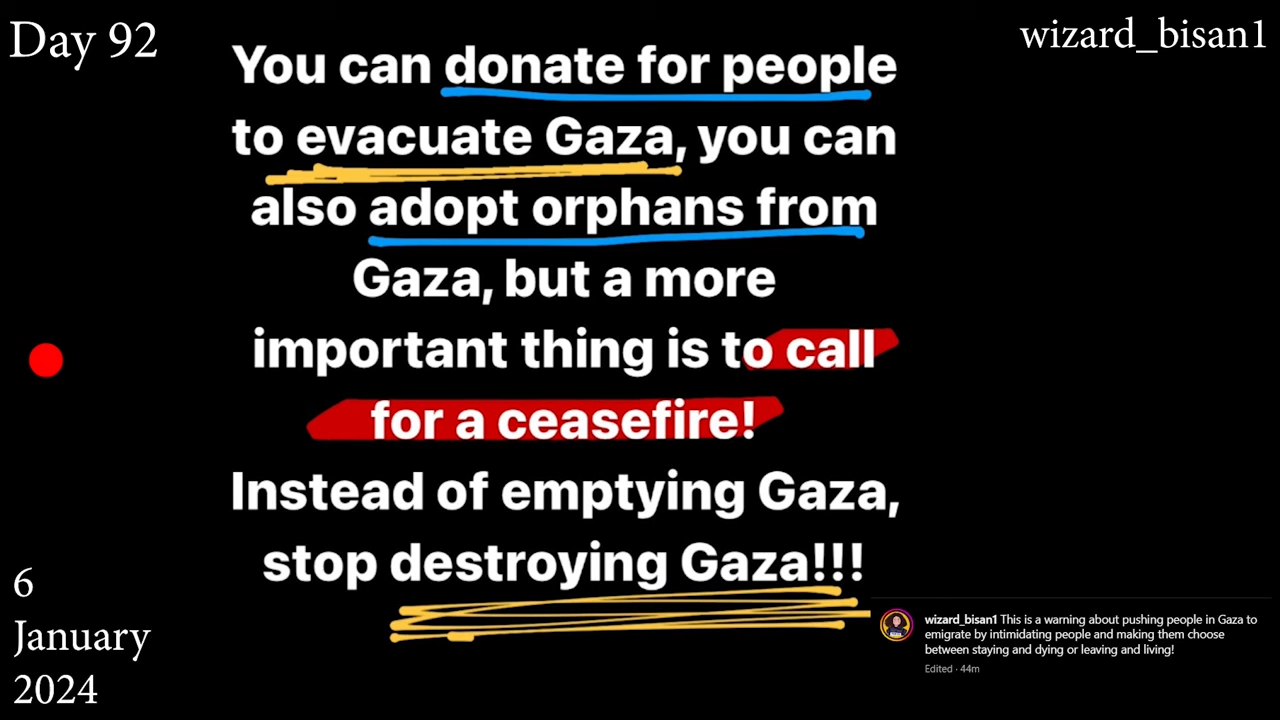 Day 92
wizard_bisan1
You can donate for people
to evacuate Gaza, you can
also adopt orphans from
Gaza, but a more
important thing is to call
for a ceasefire!
Instead of emptying Gaza,
stop destroying Gaza!!!
6
January
2024
wizard_bisan1 This is a warning about pushing people in Gaza to
emigrate by intimidating people and making them choose
between staying and dying or leaving and living!
Edited · 44m